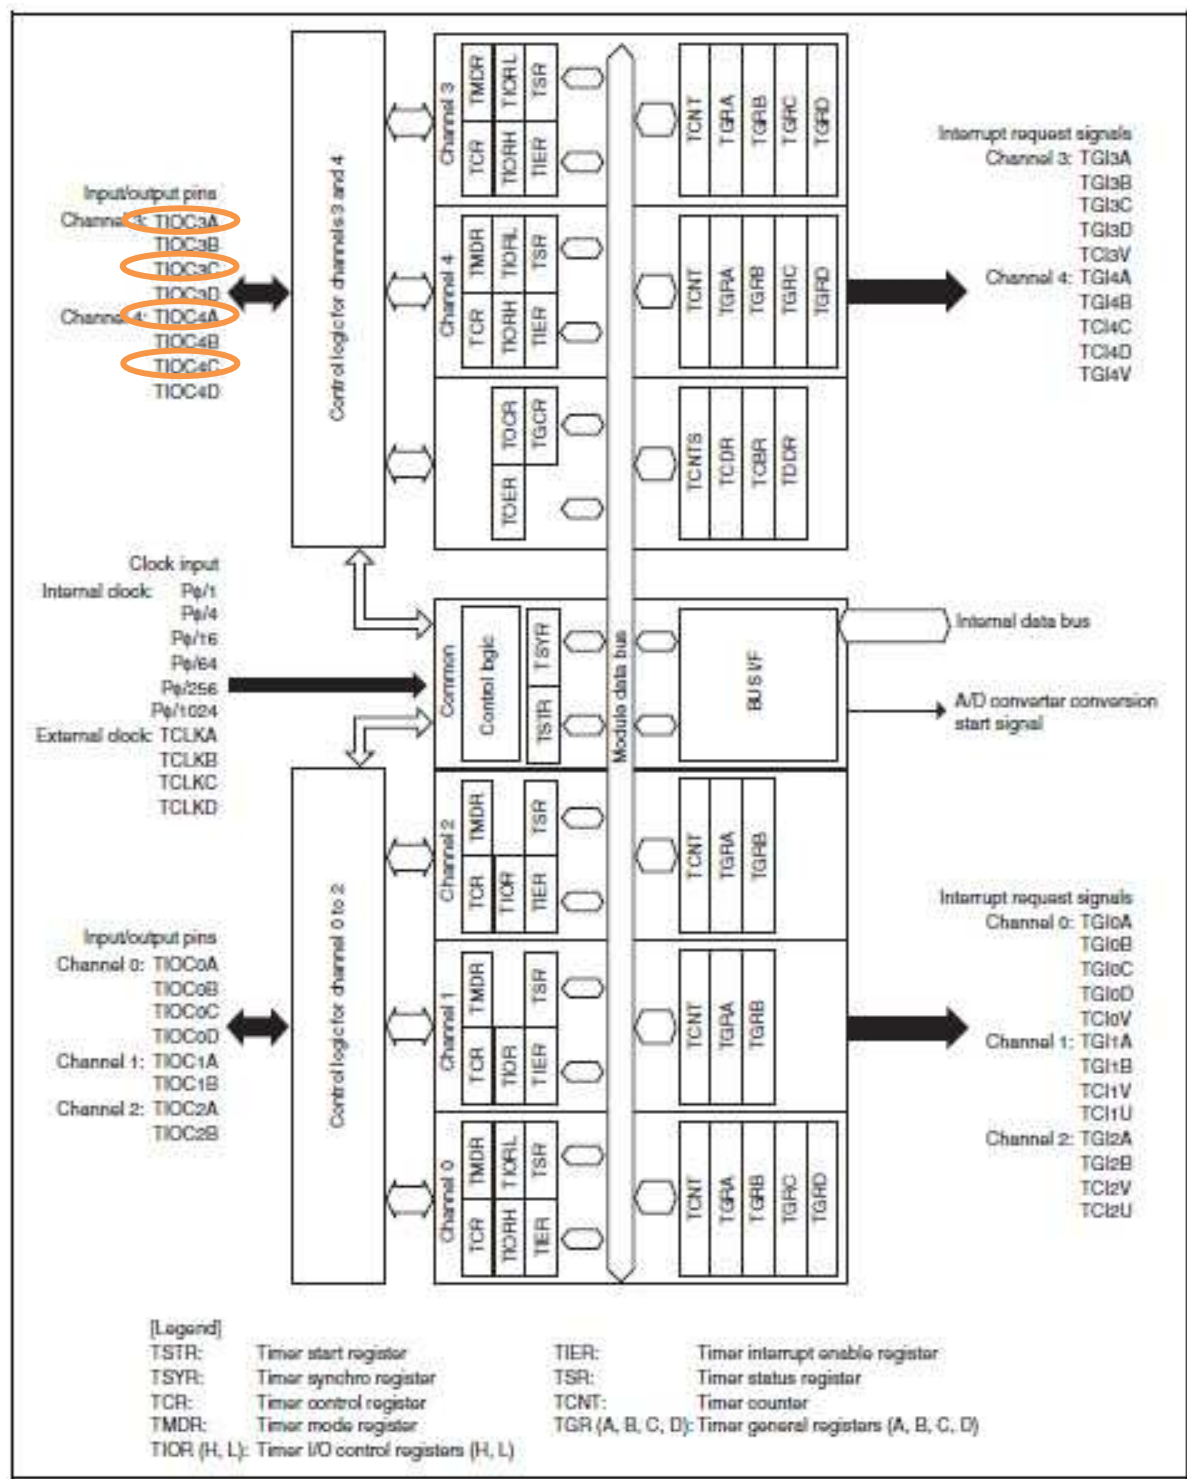 Channel 3
TMDR
TIORL
TSR
TCR
TIORH
TIER
TCNT
TGRA
TGRB
TGRC
TGRD
Control logic for channels 3 and 4
Input/output pins
Channel 3: TIOC3A
TIOC3B
TIOC3C
TIOC3D
Channel 4: TIOC4A
TIOC4B
TIOC4C
TIOC4D
Channel 4
TMDR
TIORL
TSR
TCR
TIORH
TIER
TCNT
TGRA
TGRB
TGRC
TGRD
Interrupt request signals
Channel 3: TGI3A
TGI3B
TGI3C
TGI3D
TCI3V
Channel 4: TGI4A
TGI4B
TCI4C
TCI4D
TGI4V
TOCR
TGCR
TOER
TCNTS
TCDR
TCBR
TDDR
Clock input
Internal clock: Pφ/1
Pφ/4
Pφ/16
Pφ/64
Pφ/256
Pφ/1024
External clock: TCLKA
TCLKB
TCLKC
TCLKD
Common
Control logic
TSYR
TSTR
Module data bus
BUS I/F
Internal data bus
A/D converter conversion
start signal
Control logic for channel 0 to 2
Channel 2
TMDR
TSR
TCR
TIOR
TIER
TCNT
TGRA
TGRB
Input/output pins
Channel 0: TIOC0A
TIOC0B
TIOC0C
TIOC0D
Channel 1: TIOC1A
TIOC1B
Channel 2: TIOC2A
TIOC2B
Channel 1
TMDR
TSR
TCR
TIOR
TIER
TCNT
TGRA
TGRB
Interrupt request signals
Channel 0: TGI0A
TGI0B
TGI0C
TGI0D
TCI0V
Channel 1: TGI1A
TGI1B
TCI1V
TCI1U
Channel 2: TGI2A
TGI2B
TCI2V
TCI2U
Channel 0
TMDR
TIORL
TSR
TCR
TIORH
TIER
TCNT
TGRA
TGRB
TGRC
TGRD
[Legend]
TSTR: Timer start register
TSYR: Timer synchro register
TCR: Timer control register
TMDR: Timer mode register
TIOR (H, L): Timer I/O control registers (H, L)
TIER: Timer interrupt enable register
TSR: Timer status register
TCNT: Timer counter
TGR (A, B, C, D): Timer general registers (A, B, C, D)